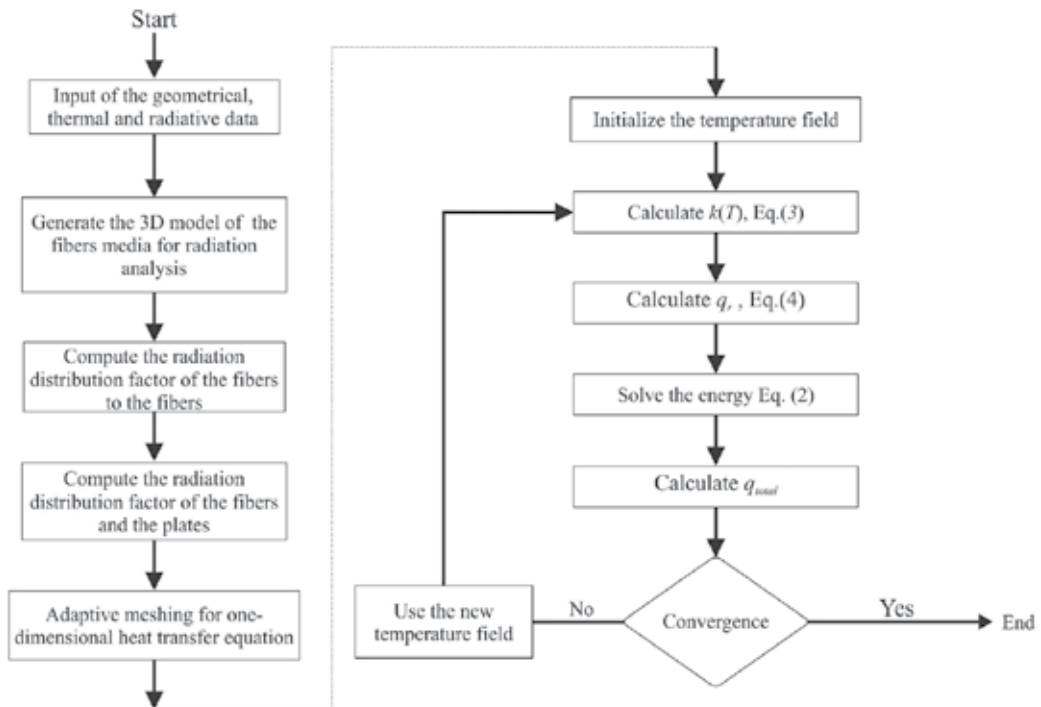 Start
Input of the geometrical,
thermal and radiative data
Generate the 3D model of the
fibers media for radiation
analysis
Compute the radiation
distribution factor of the fibers
to the fibers
Compute the radiation
distribution factor of the fibers
and the plates
Adaptive meshing for one-
dimensional heat transfer equation
Initialize the temperature field
Calculate k(T), Eq.(3)
Calculate qr , Eq.(4)
Solve the energy Eq. (2)
Calculate qtotal
Convergence
No
Use the new
temperature field
Yes
End